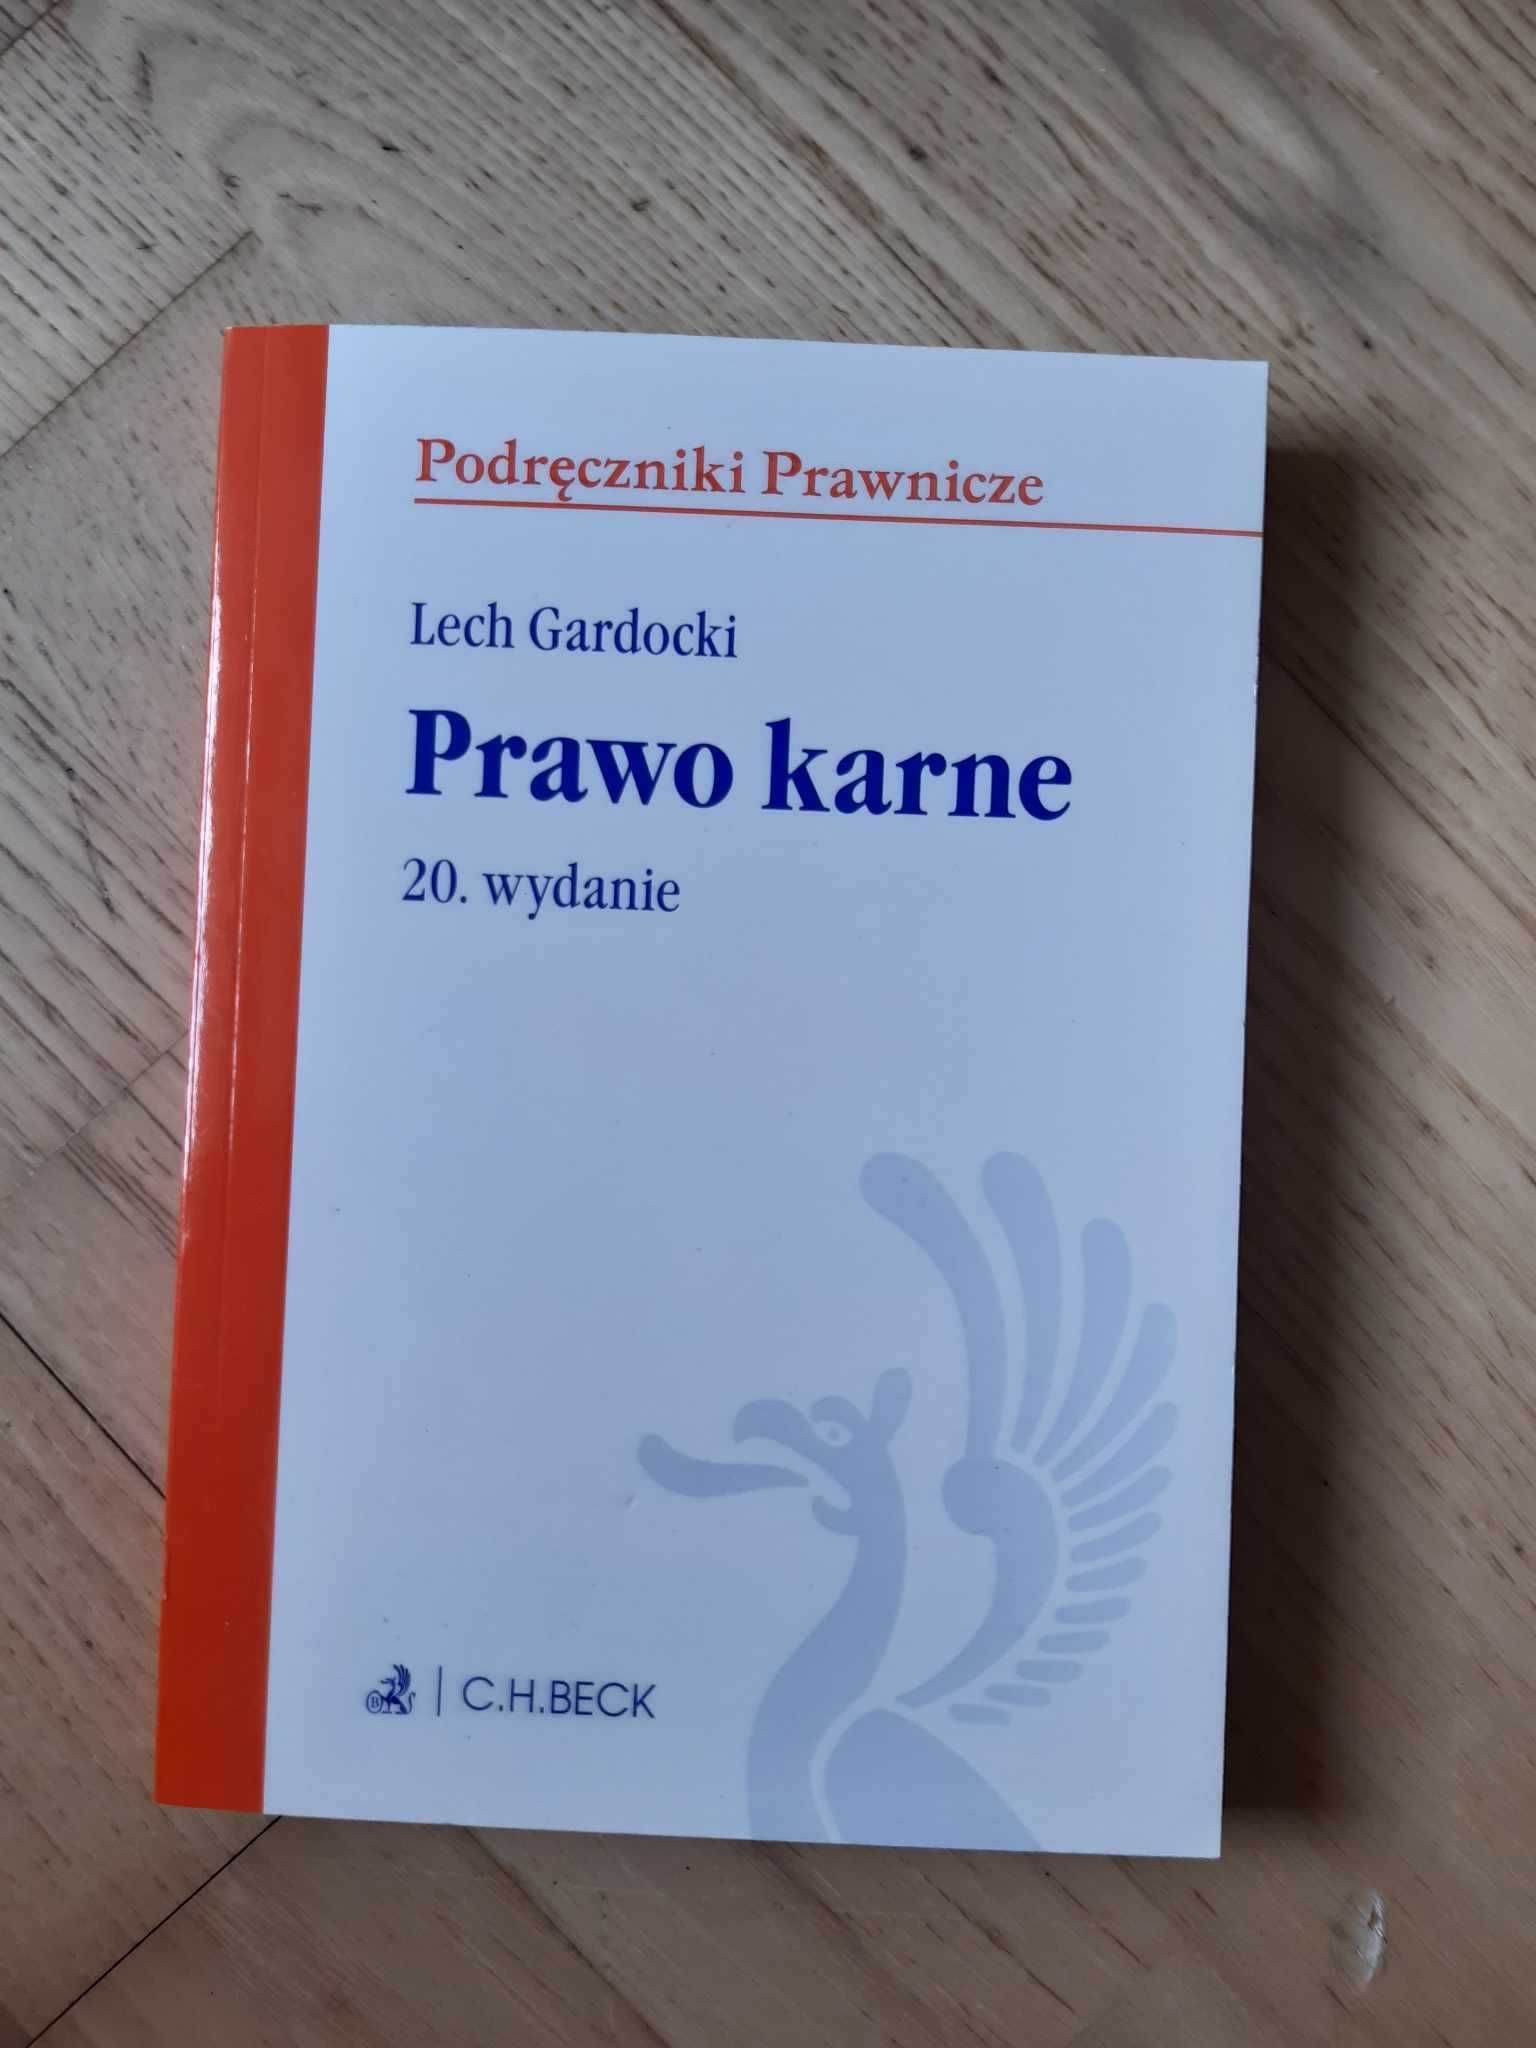 Podręczniki Prawnicze
Lech Gardocki
Prawo karne
20. wydanie
B
C.H.BECK